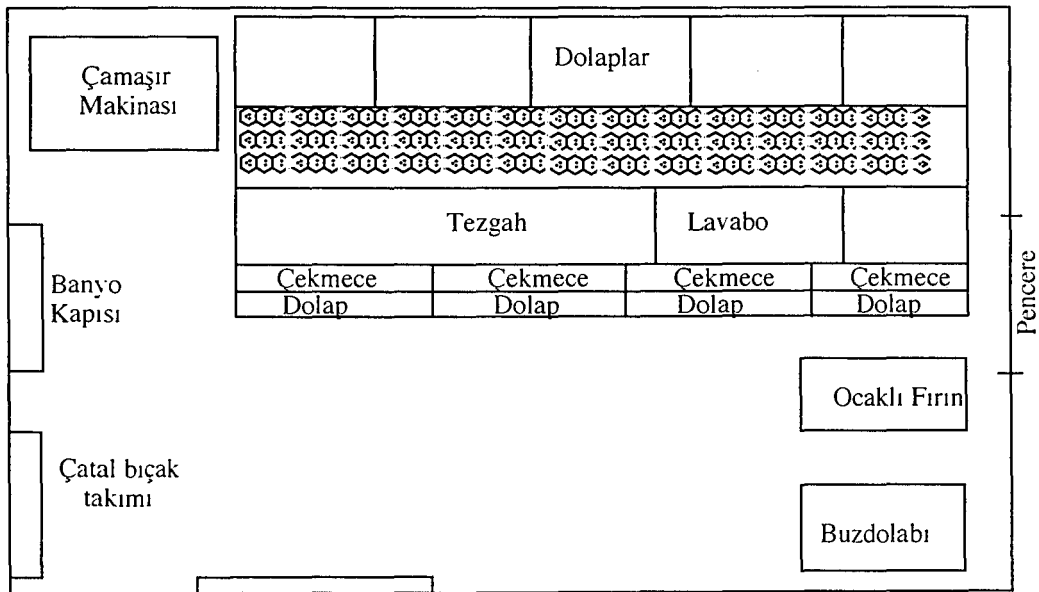 Çamaşır
Makinası
Dolaplar
Tezgah
Lavabo
Çekmece
Çekmece
Çekmece
Çekmece
Dolap
Dolap
Dolap
Dolap
Banyo
Kapısı
Pencere
Ocaklı Fırın
Çatal bıçak
takımı
Buzdolabı